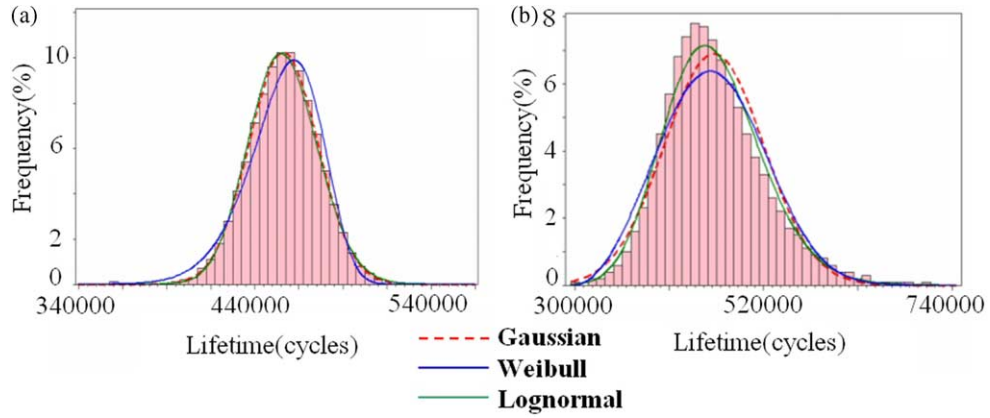 (a)
Frequency(%)
10
6
2
0
340000 440000 540000
Lifetime(cycles)
(b)
Frequency(%)
8
6
4
2
0
300000 520000 740000
Lifetime(cycles)
Gaussian
Weibull
Lognormal